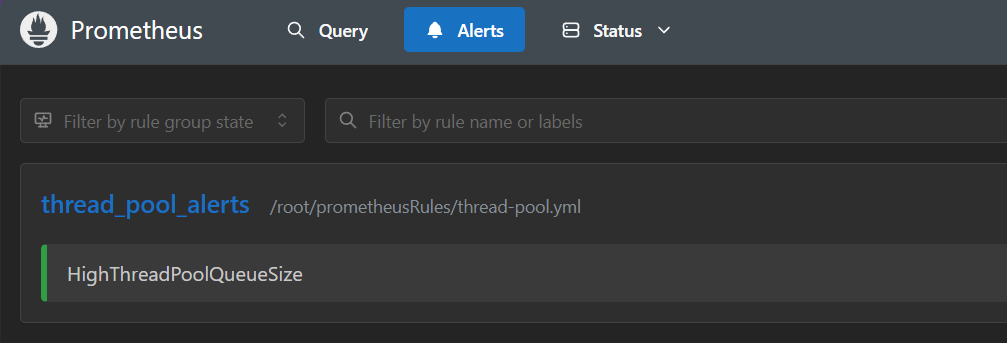 Prometheus Query Alerts Status
Filter by rule group state Filter by rule name or labels
thread_pool_alerts /root/prometheusRules/thread-pool.yml
HighThreadPoolQueueSize